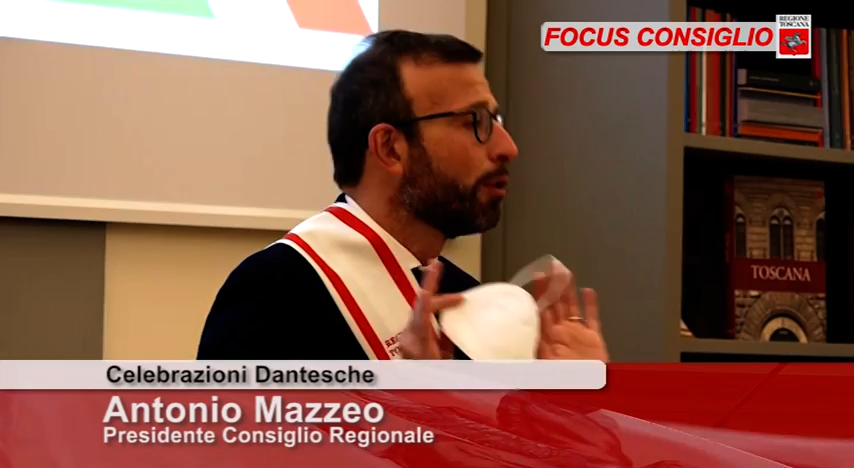 FOCUS CONSIGLIO
REGIONE
TOSCANA
TOSCANA
Celebrazioni Dantesche
Antonio Mazzeo
Presidente Consiglio Regionale